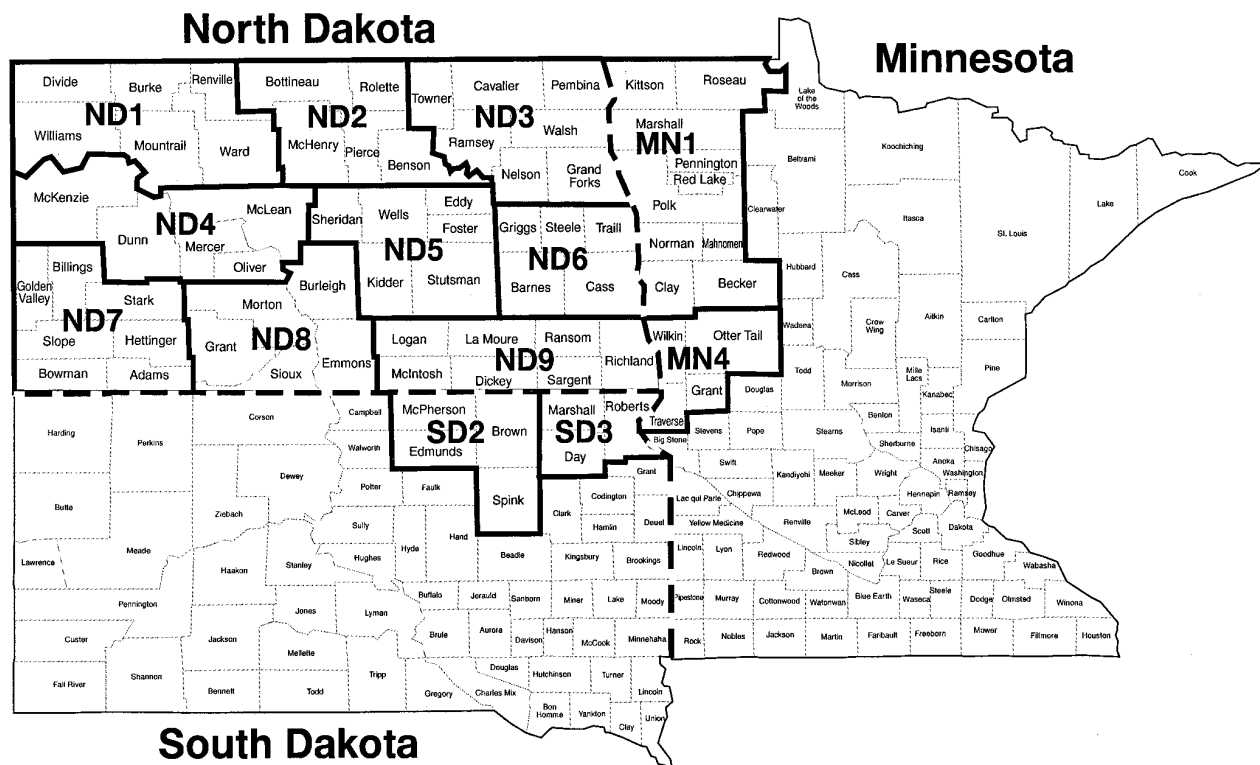 North Dakota
Minnesota
Divide
Burke
Renville
Bottineau
Rolette
Towner
Cavalier
Pembina
Kittson
Roseau
Lake
of the
Woods
ND1
ND2
ND3
MN1
Williams
Mountrail
Ward
McHenry
Pierce
Benson
Ramsey
Walsh
Nelson
Grand
Forks
Marshall
Pennington
Red Lake
Polk
Beltrami
Koochiching
Clearwater
Itasca
St. Louis
Lake
Cook
McKenzie
ND4
McLean
Dunn
Mercer
Oliver
Sheridan
Wells
Eddy
Foster
ND5
Kidder
Stutsman
Burleigh
Griggs
Steele
Traill
ND6
Barnes
Cass
Norman
Mahnomen
Clay
Becker
Hubbard
Cass
Golden
Valley
Billings
Stark
ND7
Slope
Hettinger
Bowman
Adams
Morton
Grant
ND8
Sioux
Emmons
Logan
La Moure
Ransom
Richland
ND9
McIntosh
Dickey
Sargent
Wilkin
Otter Tail
MN4
Grant
Traverse
Wadena
Crow
Wing
Aitkin
Carlton
Pine
Douglas
Todd
Morrison
Mille
Lacs
Kanabec
Benton
Isanti
Chisago
Sherburne
Anoka
Washington
Big Stone
Stevens
Pope
Stearns
Swift
Kandiyohi
Meeker
Wright
Hennepin
Ramsey
Lac qui Parle
Chippewa
McLeod
Carver
Scott
Dakota
Yellow Medicine
Renville
Sibley
Lincoln
Lyon
Redwood
Nicollet
Le Sueur
Rice
Goodhue
Wabasha
Brown
Pipestone
Murray
Cottonwood
Watonwan
Blue Earth
Waseca
Steele
Dodge
Olmsted
Winona
Rock
Nobles
Jackson
Martin
Faribault
Freeborn
Mower
Fillmore
Houston
Harding
Perkins
Corson
Campbell
McPherson
Brown
SD2
Edmunds
Spink
Marshall
Roberts
SD3
Day
Walworth
Dewey
Potter
Faulk
Grant
Codington
Clark
Hamlin
Deuel
Butte
Ziebach
Meade
Sully
Hyde
Hand
Beadle
Kingsbury
Brookings
Lawrence
Haakon
Stanley
Hughes
Pennington
Jones
Lyman
Buffalo
Jerauld
Sanborn
Miner
Lake
Moody
Custer
Jackson
Mellette
Brule
Aurora
Davison
Hanson
McCook
Minnehaha
Fall River
Shannon
Bennett
Todd
Tripp
Gregory
Douglas
Charles Mix
Hutchinson
Turner
Lincoln
Bon
Homme
Yankton
Clay
Union
South Dakota